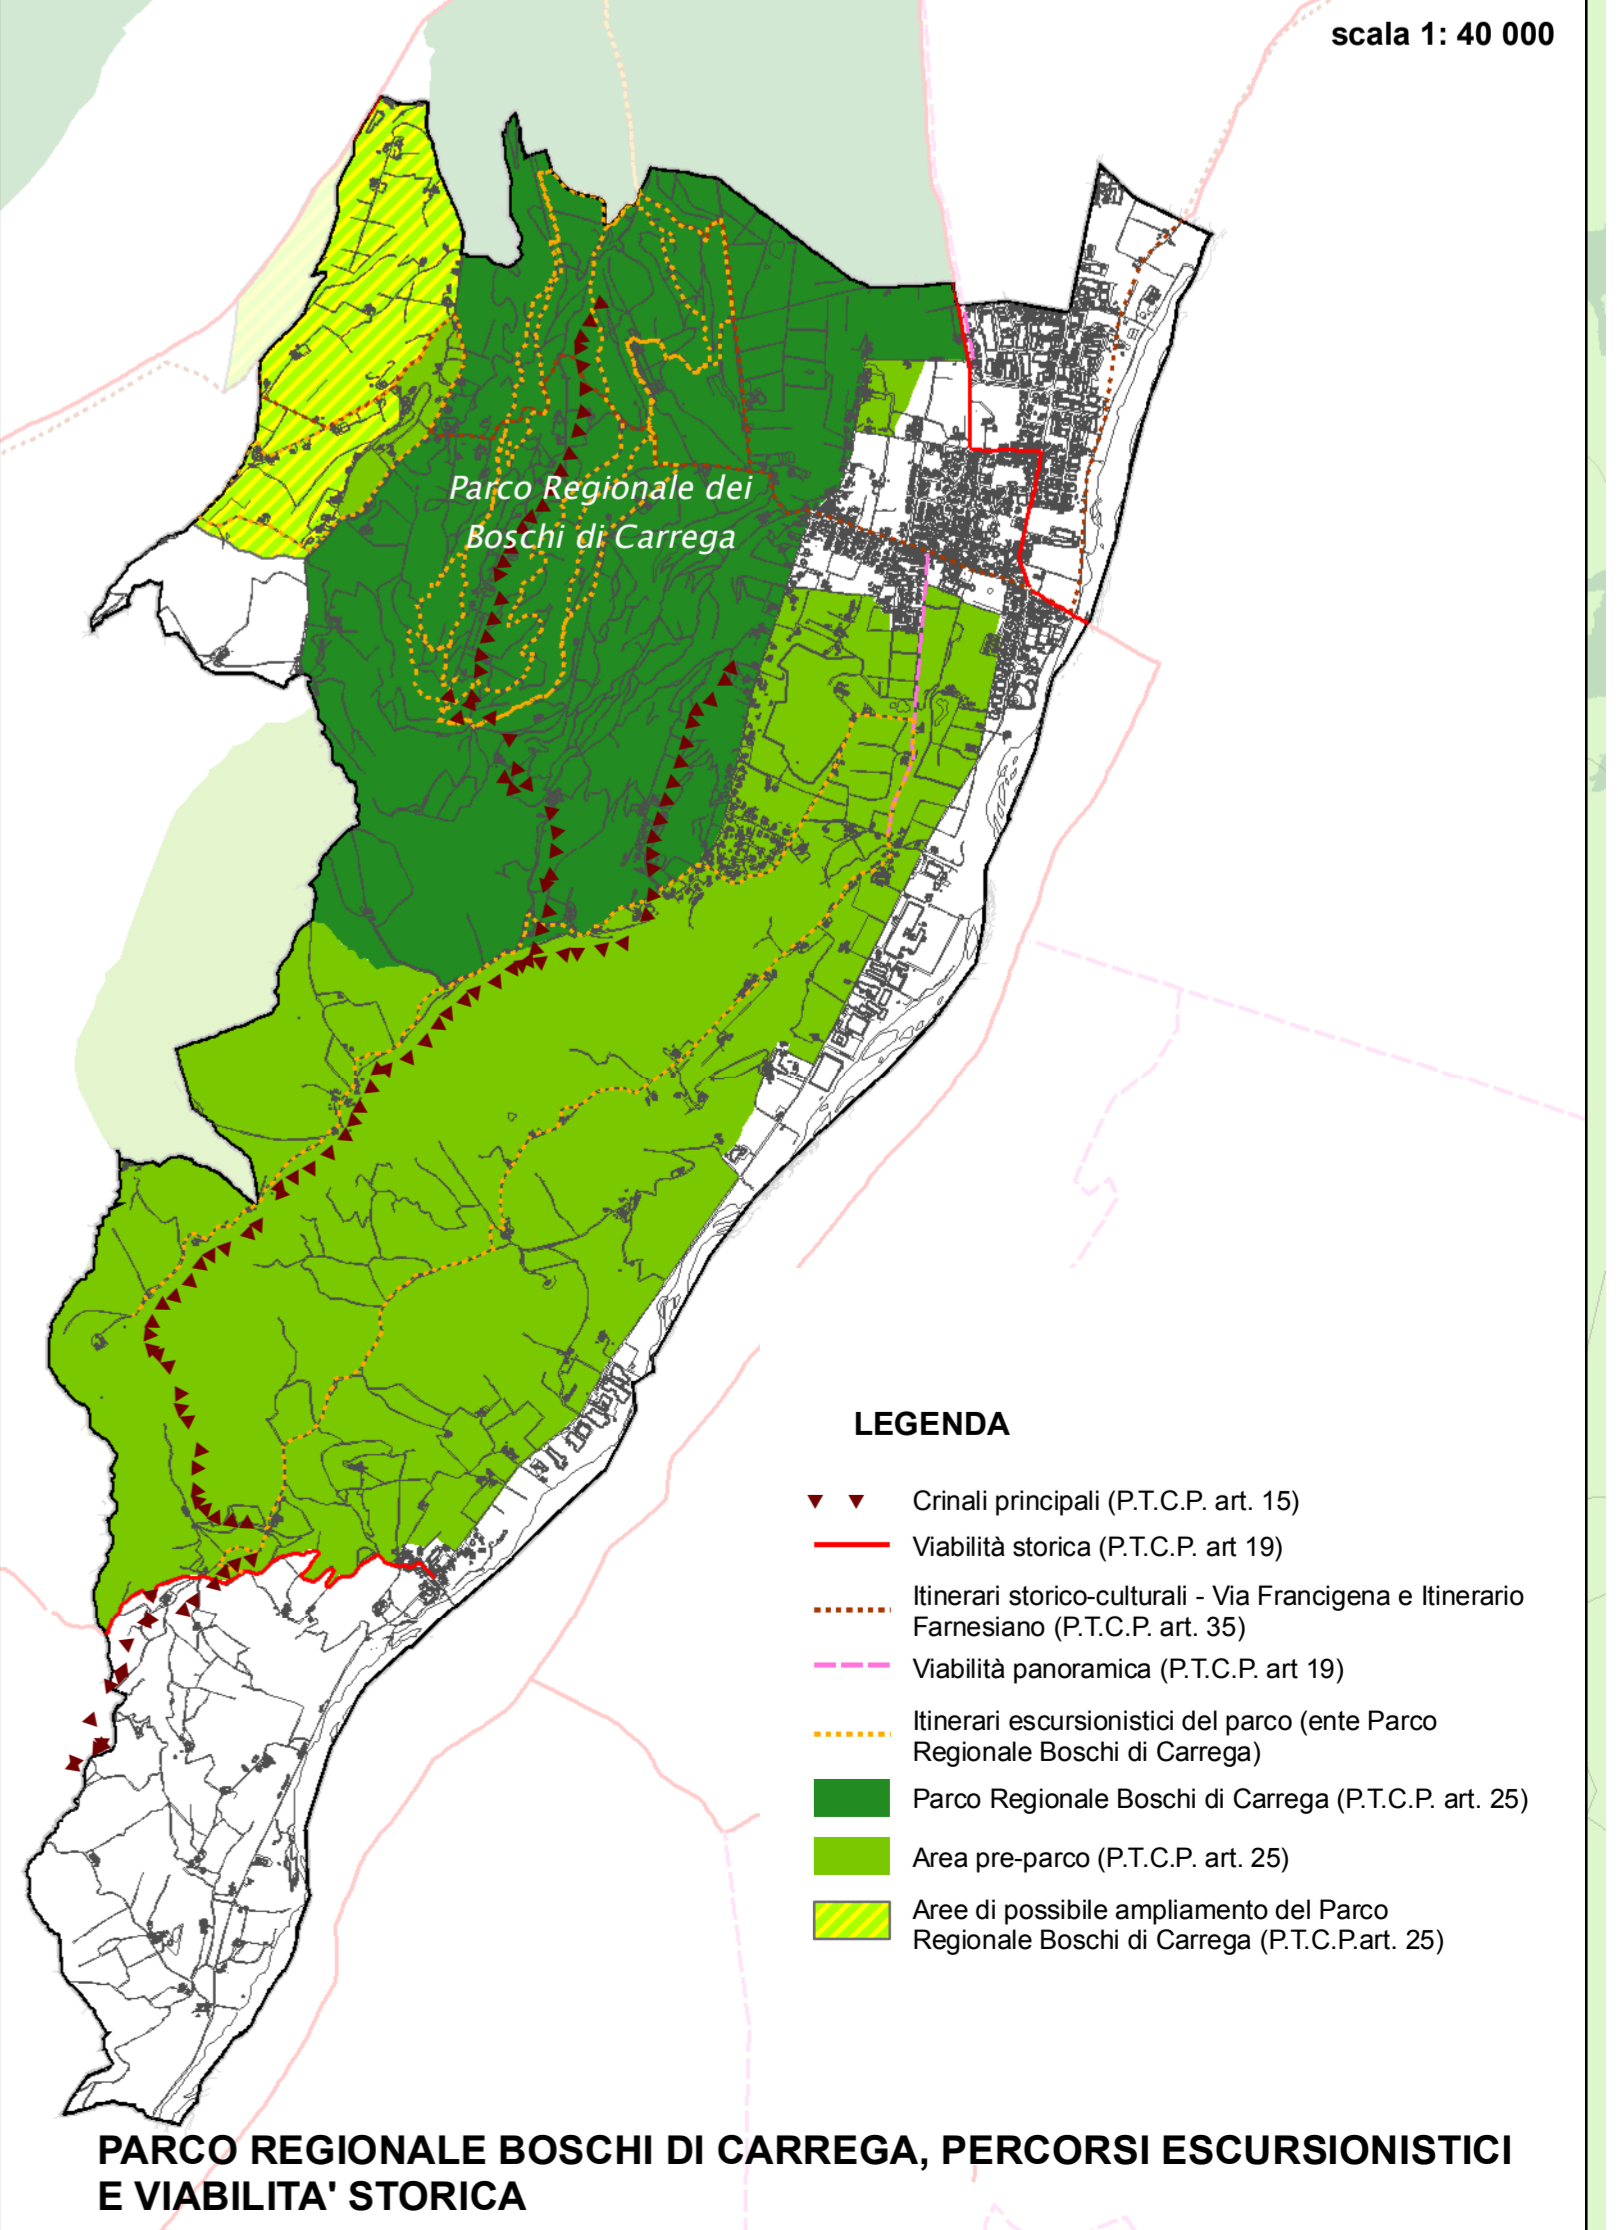 scala 1: 40 000
Parco Regionale dei
Boschi di Carrega
LEGENDA
Crinali principali (P.T.C.P. art. 15)
Viabilità storica (P.T.C.P. art 19)
Itinerari storico-culturali - Via Francigena e Itinerario
Farnesiano (P.T.C.P. art. 35)
Viabilità panoramica (P.T.C.P. art 19)
Itinerari escursionistici del parco (ente Parco
Regionale Boschi di Carrega)
Parco Regionale Boschi di Carrega (P.T.C.P. art. 25)
Area pre-parco (P.T.C.P. art. 25)
Aree di possibile ampliamento del Parco
Regionale Boschi di Carrega (P.T.C.P.art. 25)
PARCO REGIONALE BOSCHI DI CARREGA, PERCORSI ESCURSIONISTICI
E VIABILITA' STORICA